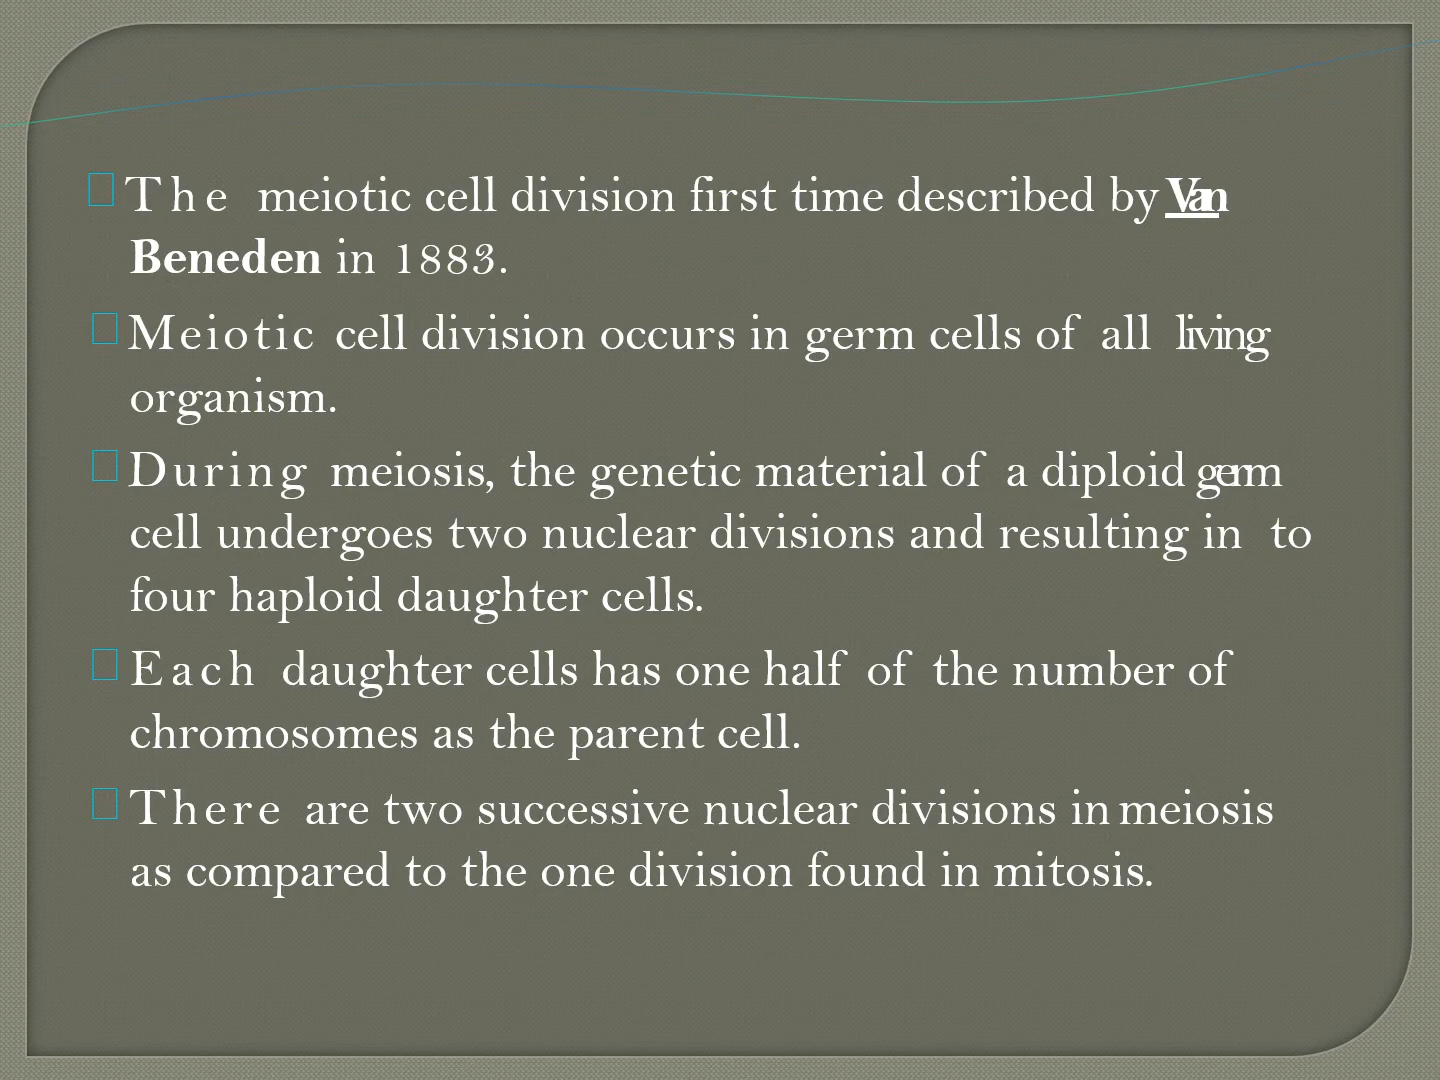 The meiotic cell division first time described by Van
Beneden in 1883.
Meiotic cell division occurs in germ cells of all living
organism.
During meiosis, the genetic material of a diploid germ
cell undergoes two nuclear divisions and resulting in to
four haploid daughter cells.
Each daughter cells has one half of the number of
chromosomes as the parent cell.
There are two successive nuclear divisions in meiosis
as compared to the one division found in mitosis.